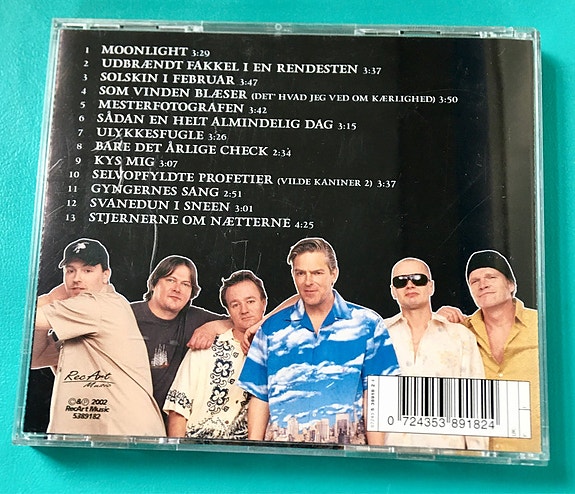 1 MOONLIGHT 3:29
2 UDBRÆNDT FAKKEL I EN RENDESTEN 3:37
3 SOLSKIN I FEBRUAR 3:47
4 SOM VINDEN BLÆSER (DET' HVAD JEG VED OM KÆRLIGHED) 3:50
5 MESTERFOTOGRAFEN 3:42
6 SÅDAN EN HELT ALMINDELIG DAG 3:15
7 ULYKKESFUGLE 3:26
8 BARE DET ÅRLIGE CHECK 2:34
9 KYS MIG 3:07
10 SELVOPFYLDTE PROFETIER (VILDE KANINER 2) 3:37
11 GYNGERNES SANG 2:51
12 SVANEDUN I SNEEN 3:01
13 STJERNERNE OM NÆTTERNE 4:25
RecArt
Music
©&℗ 2002
RecArt Music
5389182
0 724353 891824